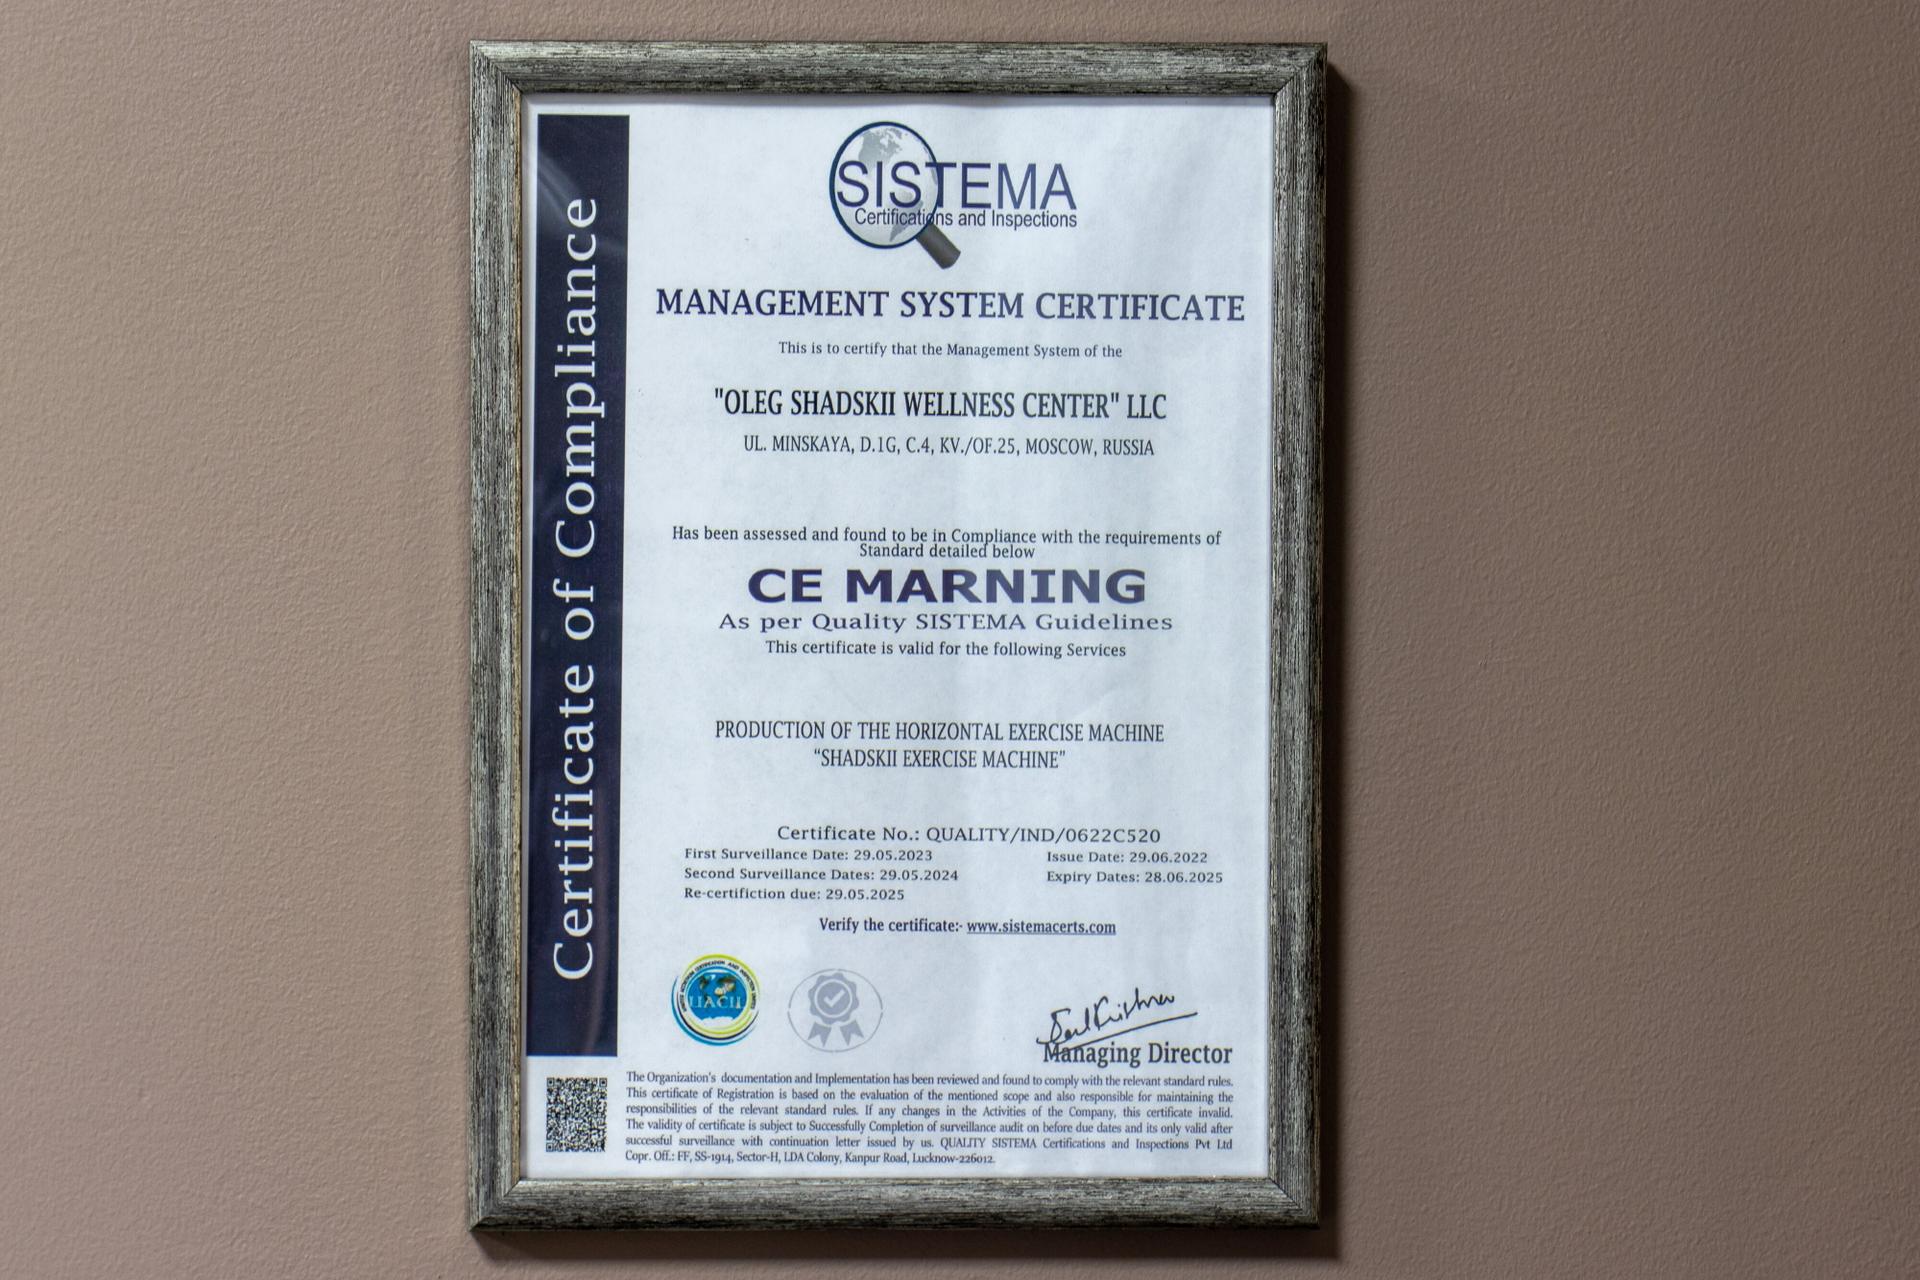 Certificate of Compliance
SISTEMA
Certifications and Inspections
MANAGEMENT SYSTEM CERTIFICATE
This is to certify that the Management System of the
"OLEG SHADSKII WELLNESS CENTER" LLC
UL. MINSKAYA, D.1G, C.4, KV./OF.25, MOSCOW, RUSSIA
Has been assessed and found to be in Compliance with the requirements of
Standard detailed below
CE MARNING
As per Quality SISTEMA Guidelines
This certificate is valid for the following Services
PRODUCTION OF THE HORIZONTAL EXERCISE MACHINE
“SHADSKII EXERCISE MACHINE”
Certificate No.: QUALITY/IND/0622C520
First Surveillance Date: 29.05.2023
Issue Date: 29.06.2022
Second Surveillance Dates: 29.05.2024
Expiry Dates: 28.06.2025
Re-certifiction due: 29.05.2025
Verify the certificate:- www.sistemacerts.com
Managing Director
The Organization's documentation and Implementation has been reviewed and found to comply with the relevant standard rules.
This certificate of Registration is based on the evaluation of the mentioned scope and also responsible for maintaining the
responsibilities of the relevant standard rules. If any changes in the Activities of the Company, this certificate invalid.
The validity of certificate is subject to Successfully Completion of surveillance audit on before due dates and its only valid after
successful surveillance with continuation letter issued by us. QUALITY SISTEMA Certifications and Inspections Pvt Ltd
Copr. Off.: FF, SS-1914, Sector-H, LDA Colony, Kanpur Road, Lucknow-226012.